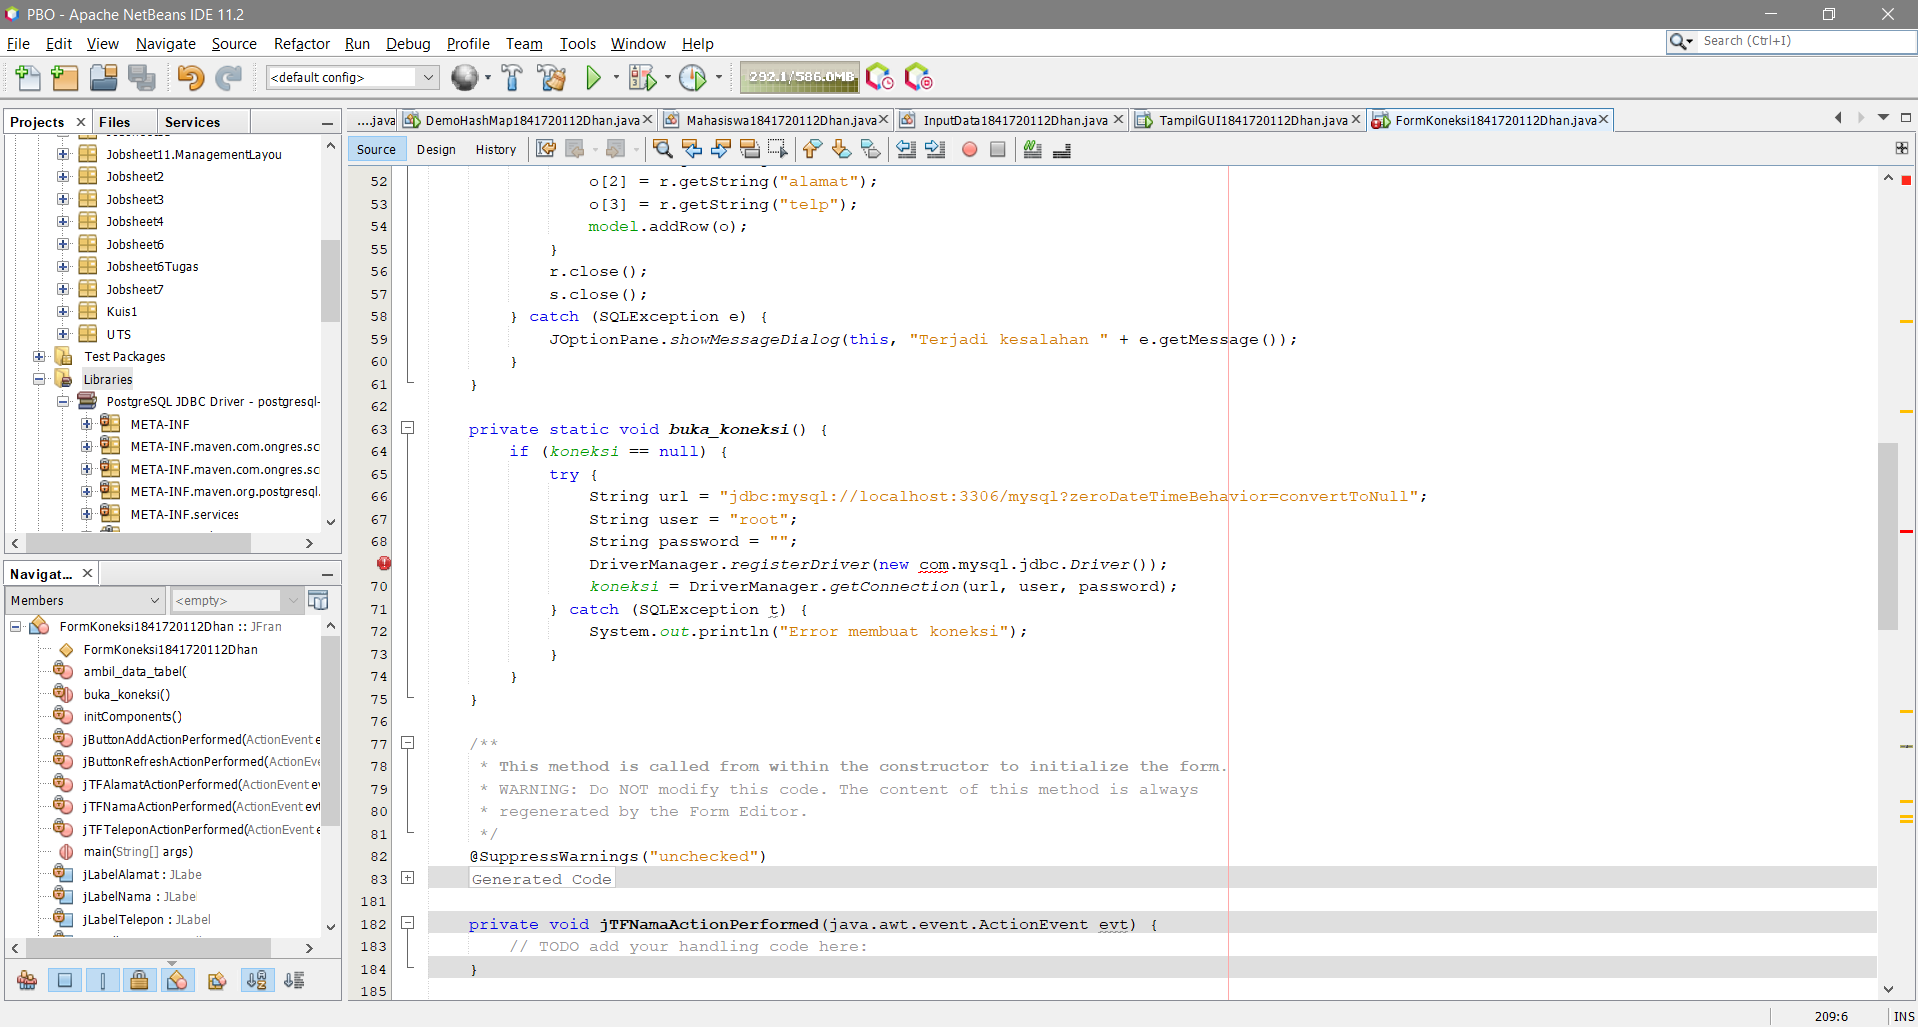 PBO - Apache NetBeans IDE 11.2
File Edit View Navigate Source Refactor Run Debug Profile Team Tools Window Help
Search (Ctrl+I)
<default config>
292.1/586.0MB
Projects Files Services
...java DemoHashMap1841720112Dhan.java Mahasiswa1841720112Dhan.java InputData1841720112Dhan.java TampilGUI1841720112Dhan.java FormKoneksi1841720112Dhan.java
Source Design History
Jobsheet11.ManagementLayou
Jobsheet2
Jobsheet3
Jobsheet4
Jobsheet6
Jobsheet6Tugas
Jobsheet7
Kuis1
UTS
Test Packages
Libraries
PostgreSQL JDBC Driver - postgresql-
META-INF
META-INF.maven.com.ongres.sc
META-INF.maven.com.ongres.sc
META-INF.maven.org.postgresql.
META-INF.services
Navigat...
Members
<empty>
FormKoneksi1841720112Dhan :: JFran
FormKoneksi1841720112Dhan
ambil_data_tabel(
buka_koneksi()
initComponents()
jButtonAddActionPerformed(ActionEvent e
jButtonRefreshActionPerformed(ActionEve
jTFAlamatActionPerformed(ActionEvent ev
jTFNamaActionPerformed(ActionEvent evt
jTFTeleponActionPerformed(ActionEvent e
main(String[] args)
jLabelAlamat : JLabe
jLabelNama : JLabel
jLabelTelepon : JLabel
52 o[2] = r.getString("alamat");
53 o[3] = r.getString("telp");
54 model.addRow(o);
55 }
56 r.close();
57 s.close();
58 } catch (SQLException e) {
59 JOptionPane.showMessageDialog(this, "Terjadi kesalahan " + e.getMessage());
60 }
61 }
62
63 private static void buka_koneksi() {
64 if (koneksi == null) {
65 try {
66 String url = "jdbc:mysql://localhost:3306/mysql?zeroDateTimeBehavior=convertToNull";
67 String user = "root";
68 String password = "";
DriverManager.registerDriver(new com.mysql.jdbc.Driver());
70 koneksi = DriverManager.getConnection(url, user, password);
71 } catch (SQLException t) {
72 System.out.println("Error membuat koneksi");
73 }
74 }
75 }
76
77 /**
78 * This method is called from within the constructor to initialize the form.
79 * WARNING: Do NOT modify this code. The content of this method is always
80 * regenerated by the Form Editor.
81 */
82 @SuppressWarnings("unchecked")
83 Generated Code
181
182 private void jTFNamaActionPerformed(java.awt.event.ActionEvent evt) {
183 // TODO add your handling code here:
184 }
185
209:6 INS